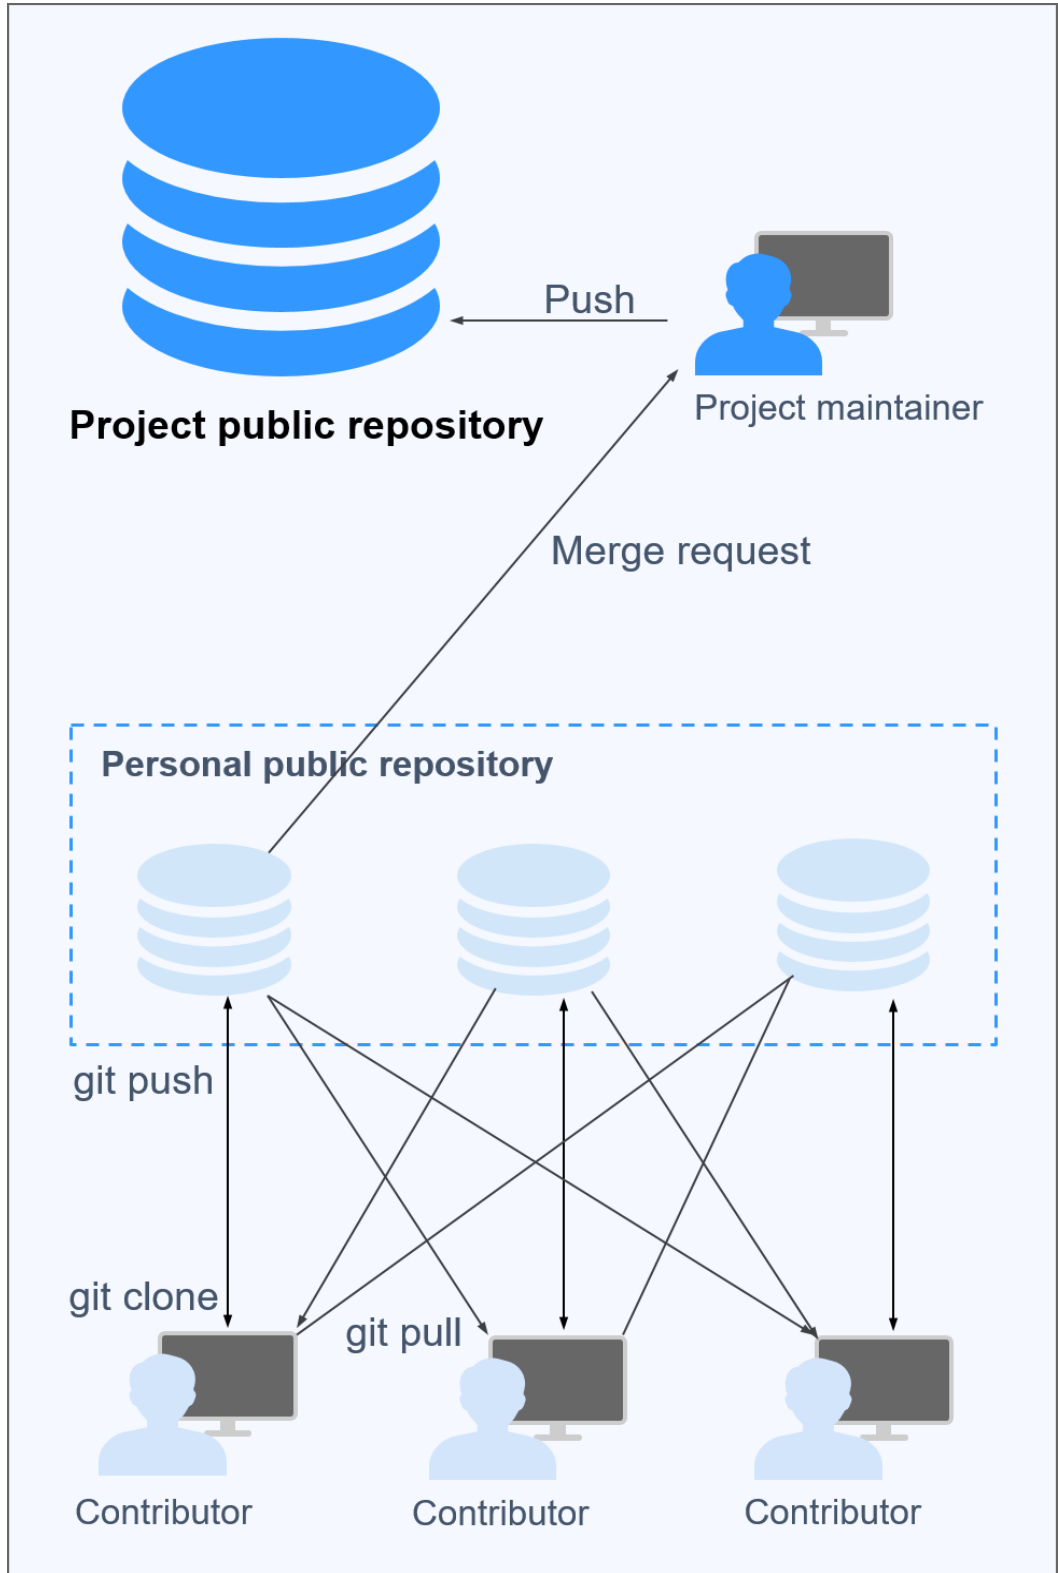 Push
Project maintainer
Project public repository
Merge request
Personal public repository
git push
git clone
git pull
Contributor
Contributor
Contributor